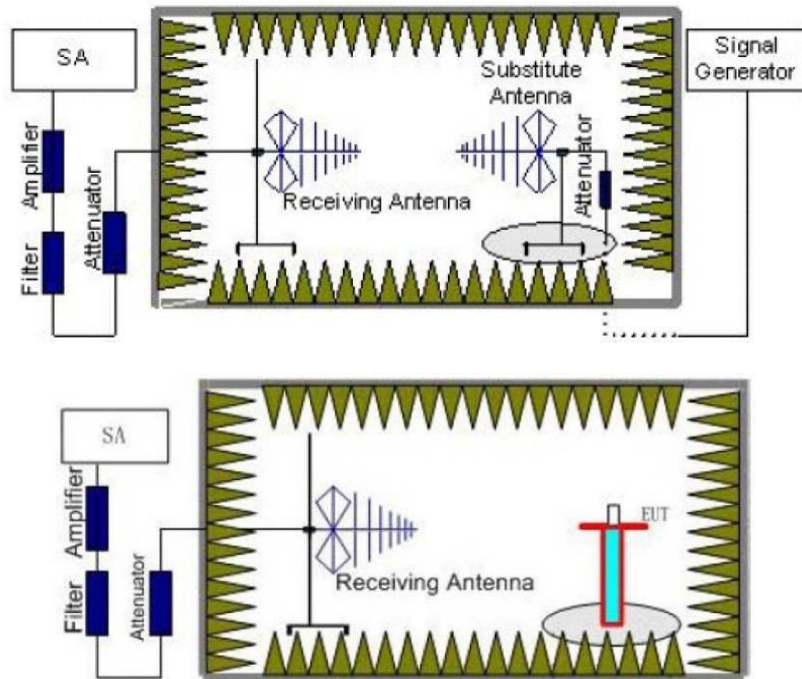 SA
Signal
Generator
Substitute
Antenna
Amplifier
Attenuator
Filter
Receiving Antenna
Attenuator
SA
Amplifier
Filter
Attenuator
Receiving Antenna
EUT